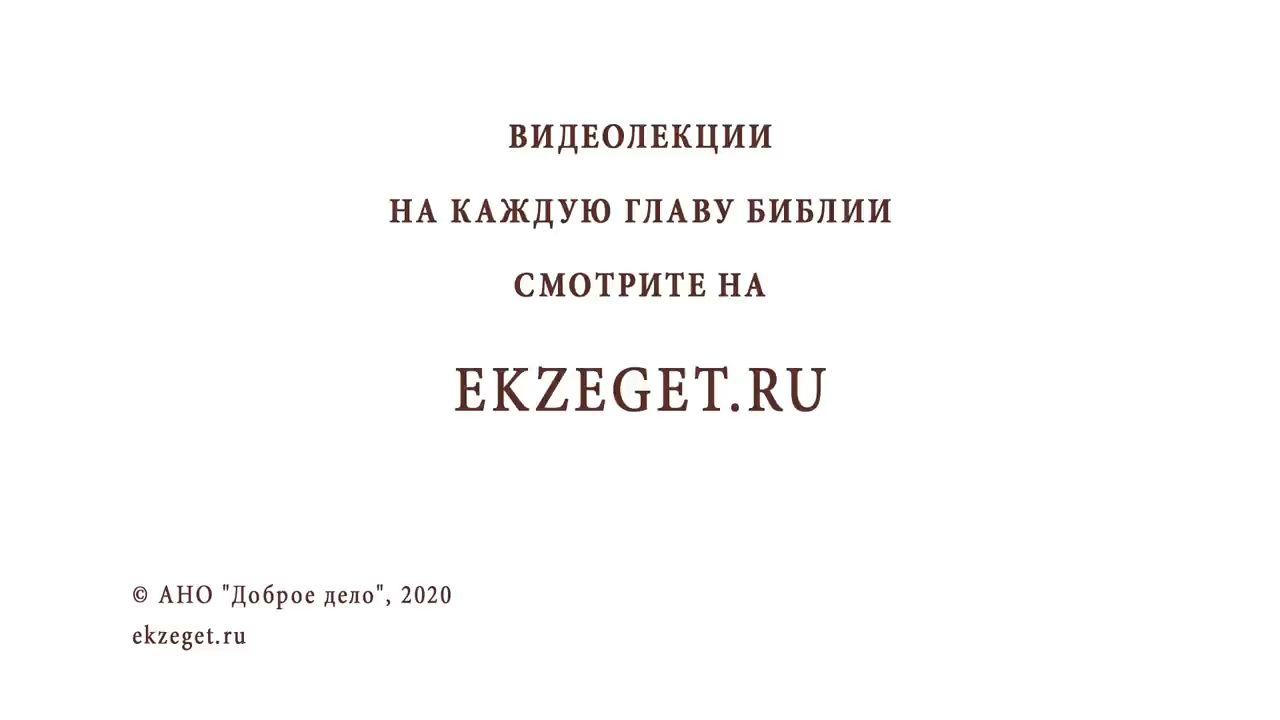 ВИДЕОЛЕКЦИИ
НА КАЖДУЮ ГЛАВУ БИБЛИИ
СМОТРИТЕ НА
EKZEGET.RU
© АНО "Доброе дело", 2020
ekzeget.ru